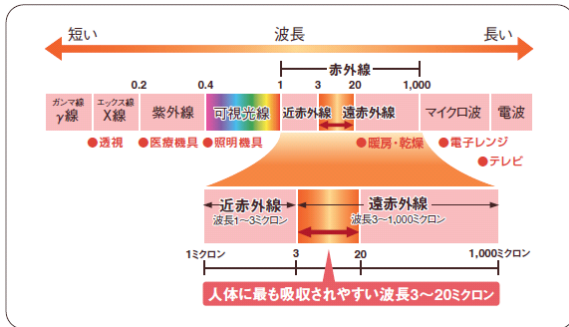 短い 波長 長い
赤外線
0.2 0.4 1 3 20 1,000
ガンマ線 エックス線
γ線 X線 紫外線 可視光線 近赤外線 遠赤外線 マイクロ波 電波
●透視 ●医療機具 ●照明機具 ●暖房・乾燥 ●電子レンジ
●テレビ
近赤外線 遠赤外線
波長1〜3ミクロン 波長3〜1,000ミクロン
1ミクロン 3 20 1,000ミクロン
人体に最も吸収されやすい波長3〜20ミクロン